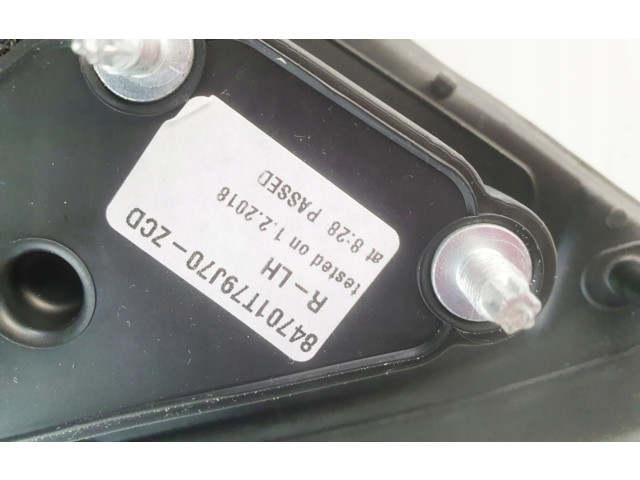 84701T79J70-ZCD
R-LH
tested on 1.2.2018
at 8:28 PASSED